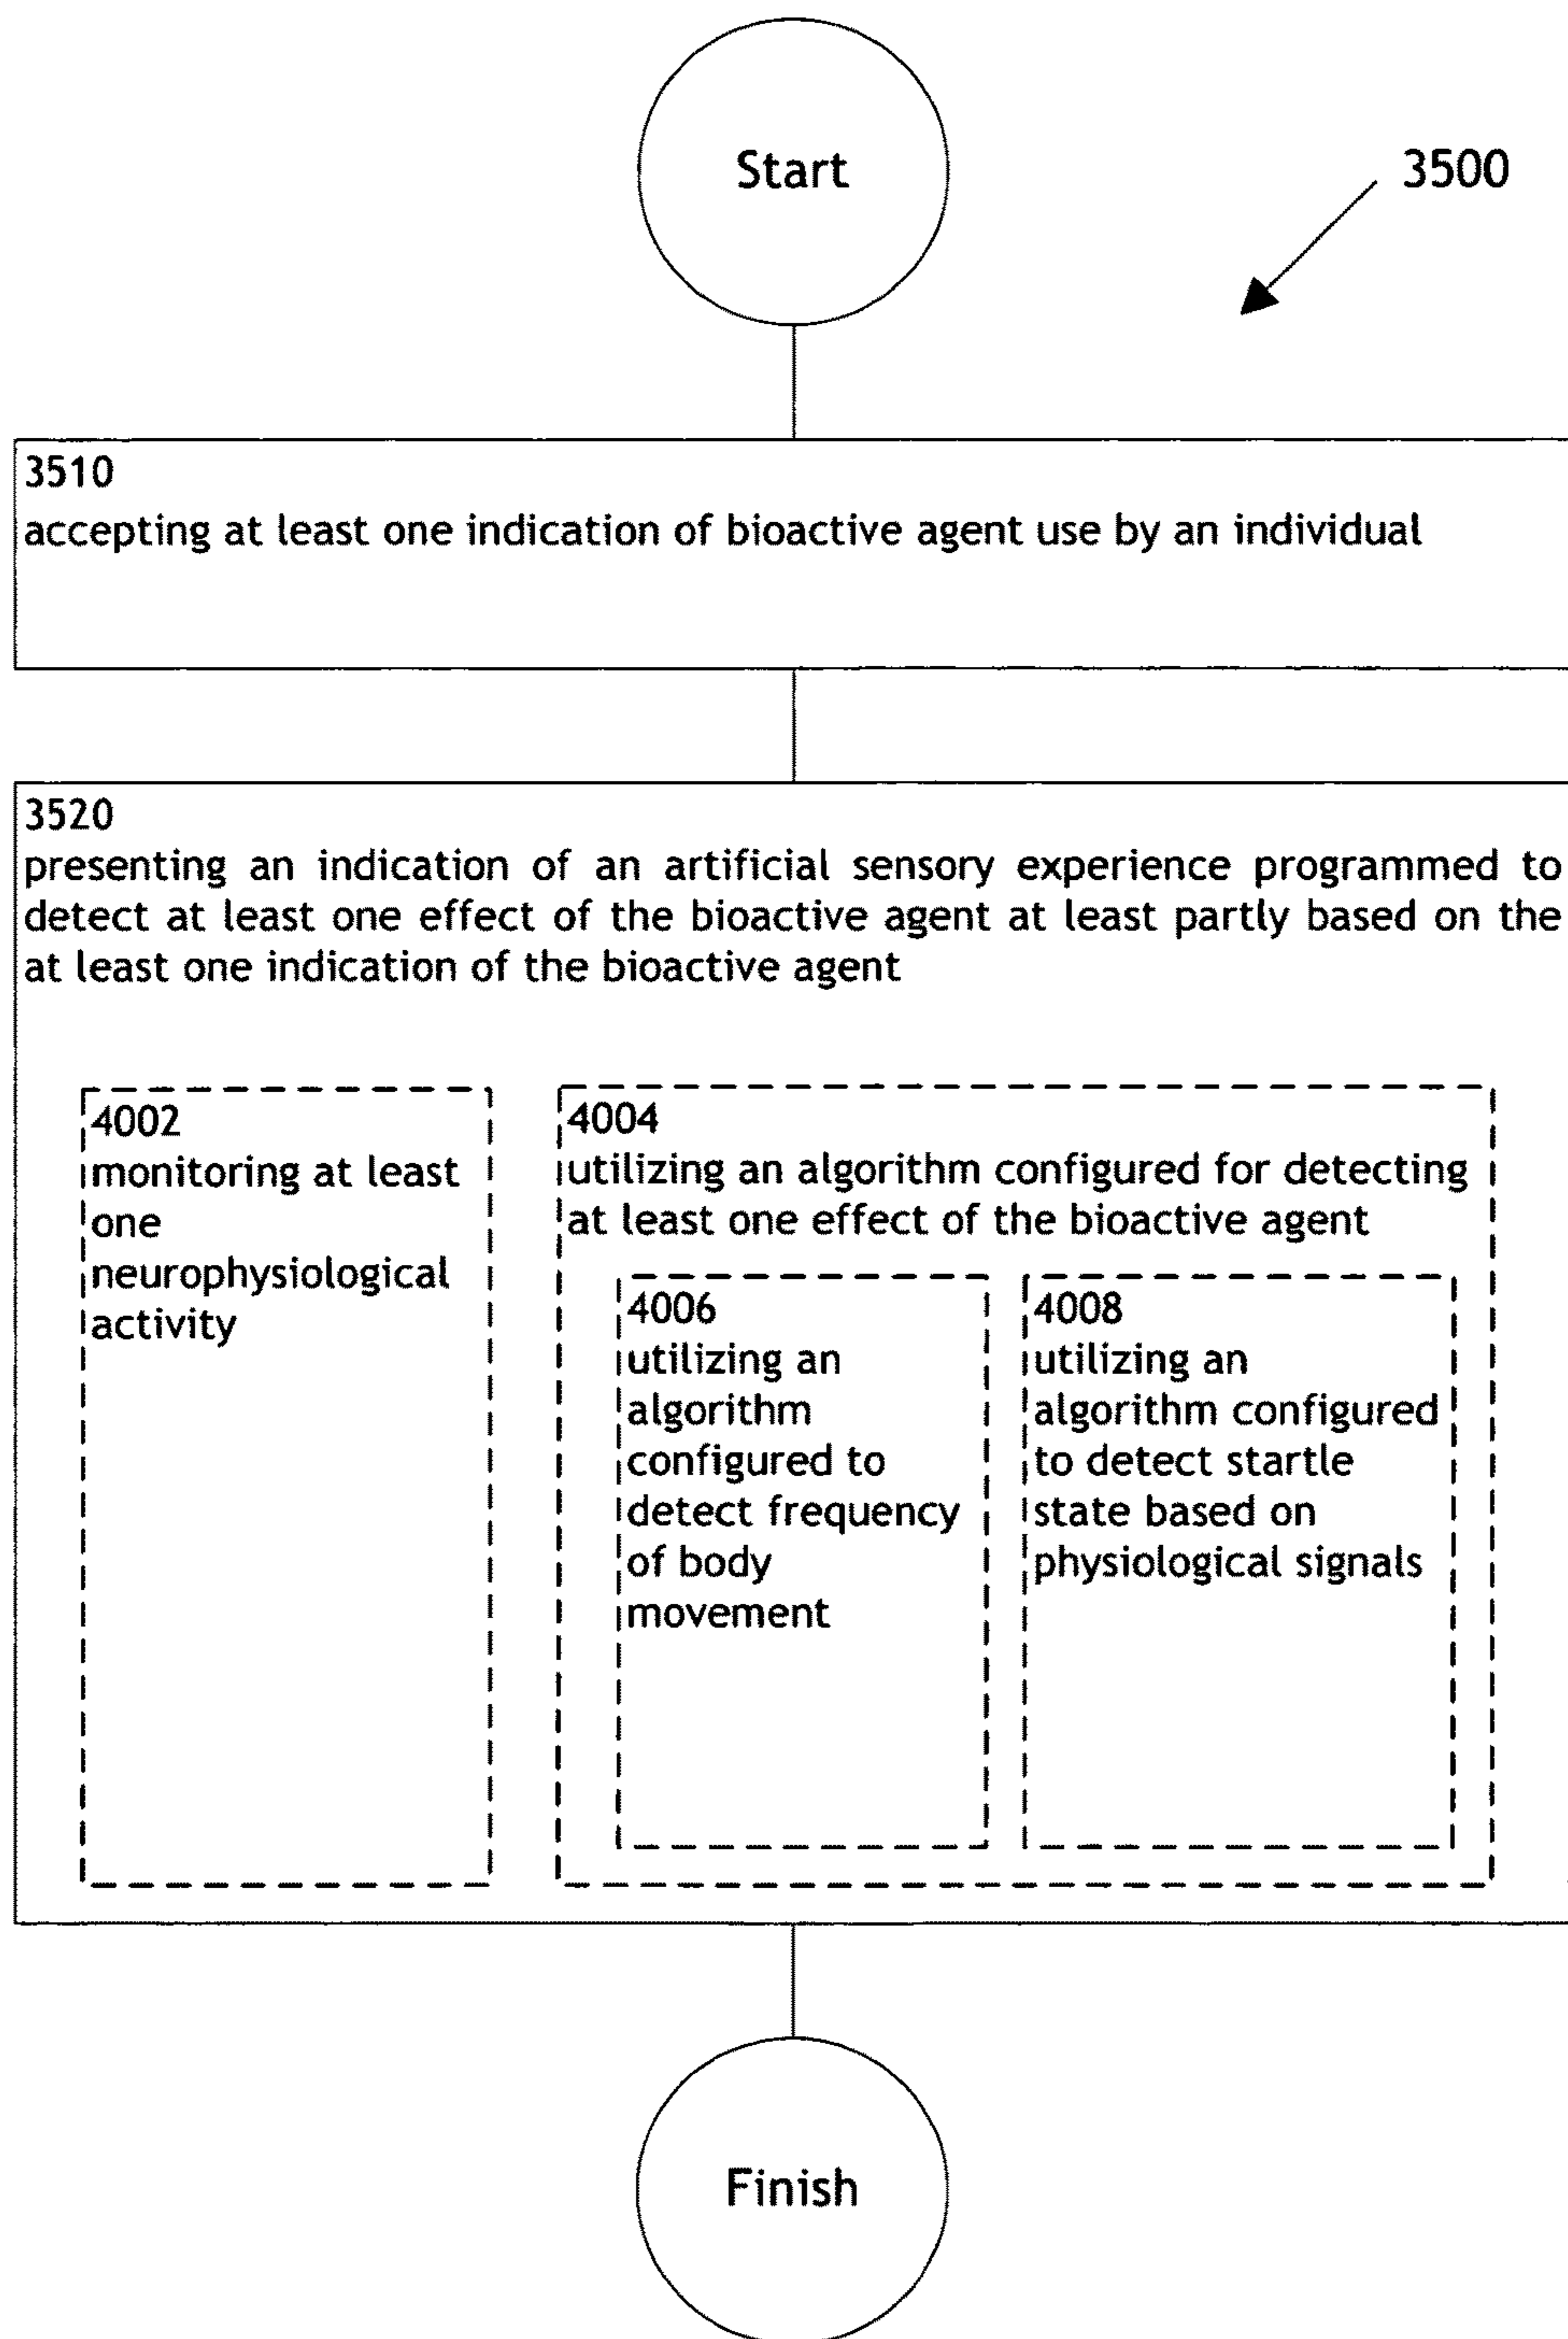 Start
3500
3510
accepting at least one indication of bioactive agent use by an individual
3520
presenting an indication of an artificial sensory experience programmed to
detect at least one effect of the bioactive agent at least partly based on the
at least one indication of the bioactive agent
4002
monitoring at least
one
neurophysiological
activity
4004
utilizing an algorithm configured for detecting
at least one effect of the bioactive agent
4006
utilizing an
algorithm
configured to
detect frequency
of body
movement
4008
utilizing an
algorithm configured
to detect startle
state based on
physiological signals
Finish